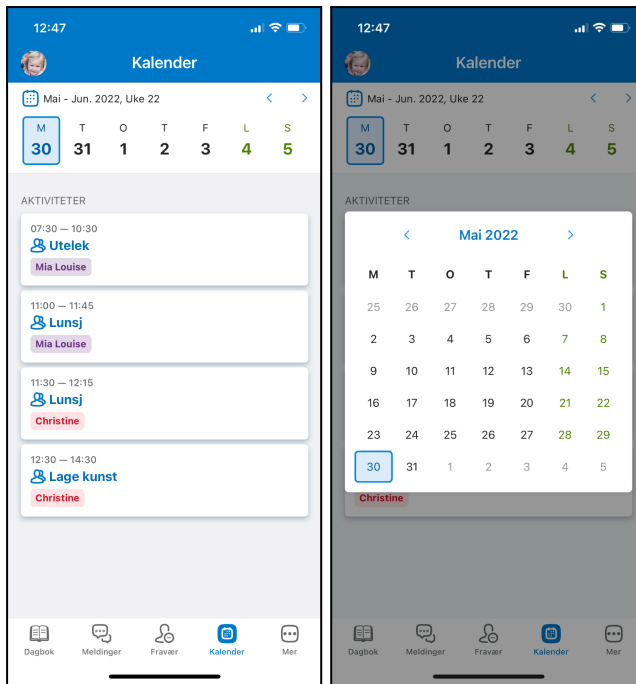 12:47
Kalender
Mai - Jun. 2022, Uke 22
M T O T F L S
30 31 1 2 3 4 5
AKTIVITETER
07:30 — 10:30
Utelek
Mia Louise
11:00 — 11:45
Lunsj
Mia Louise
11:30 — 12:15
Lunsj
Christine
12:30 — 14:30
Lage kunst
Christine
Dagbok Meldinger Fravær Kalender Mer
12:47
Kalender
Mai - Jun. 2022, Uke 22
M T O T F L S
30 31 1 2 3 4 5
AKTIVITETER
Mai 2022
M T O T F L S
25 26 27 28 29 30 1
2 3 4 5 6 7 8
9 10 11 12 13 14 15
16 17 18 19 20 21 22
23 24 25 26 27 28 29
30 31 1 2 3 4 5
Christine
Dagbok Meldinger Fravær Kalender Mer